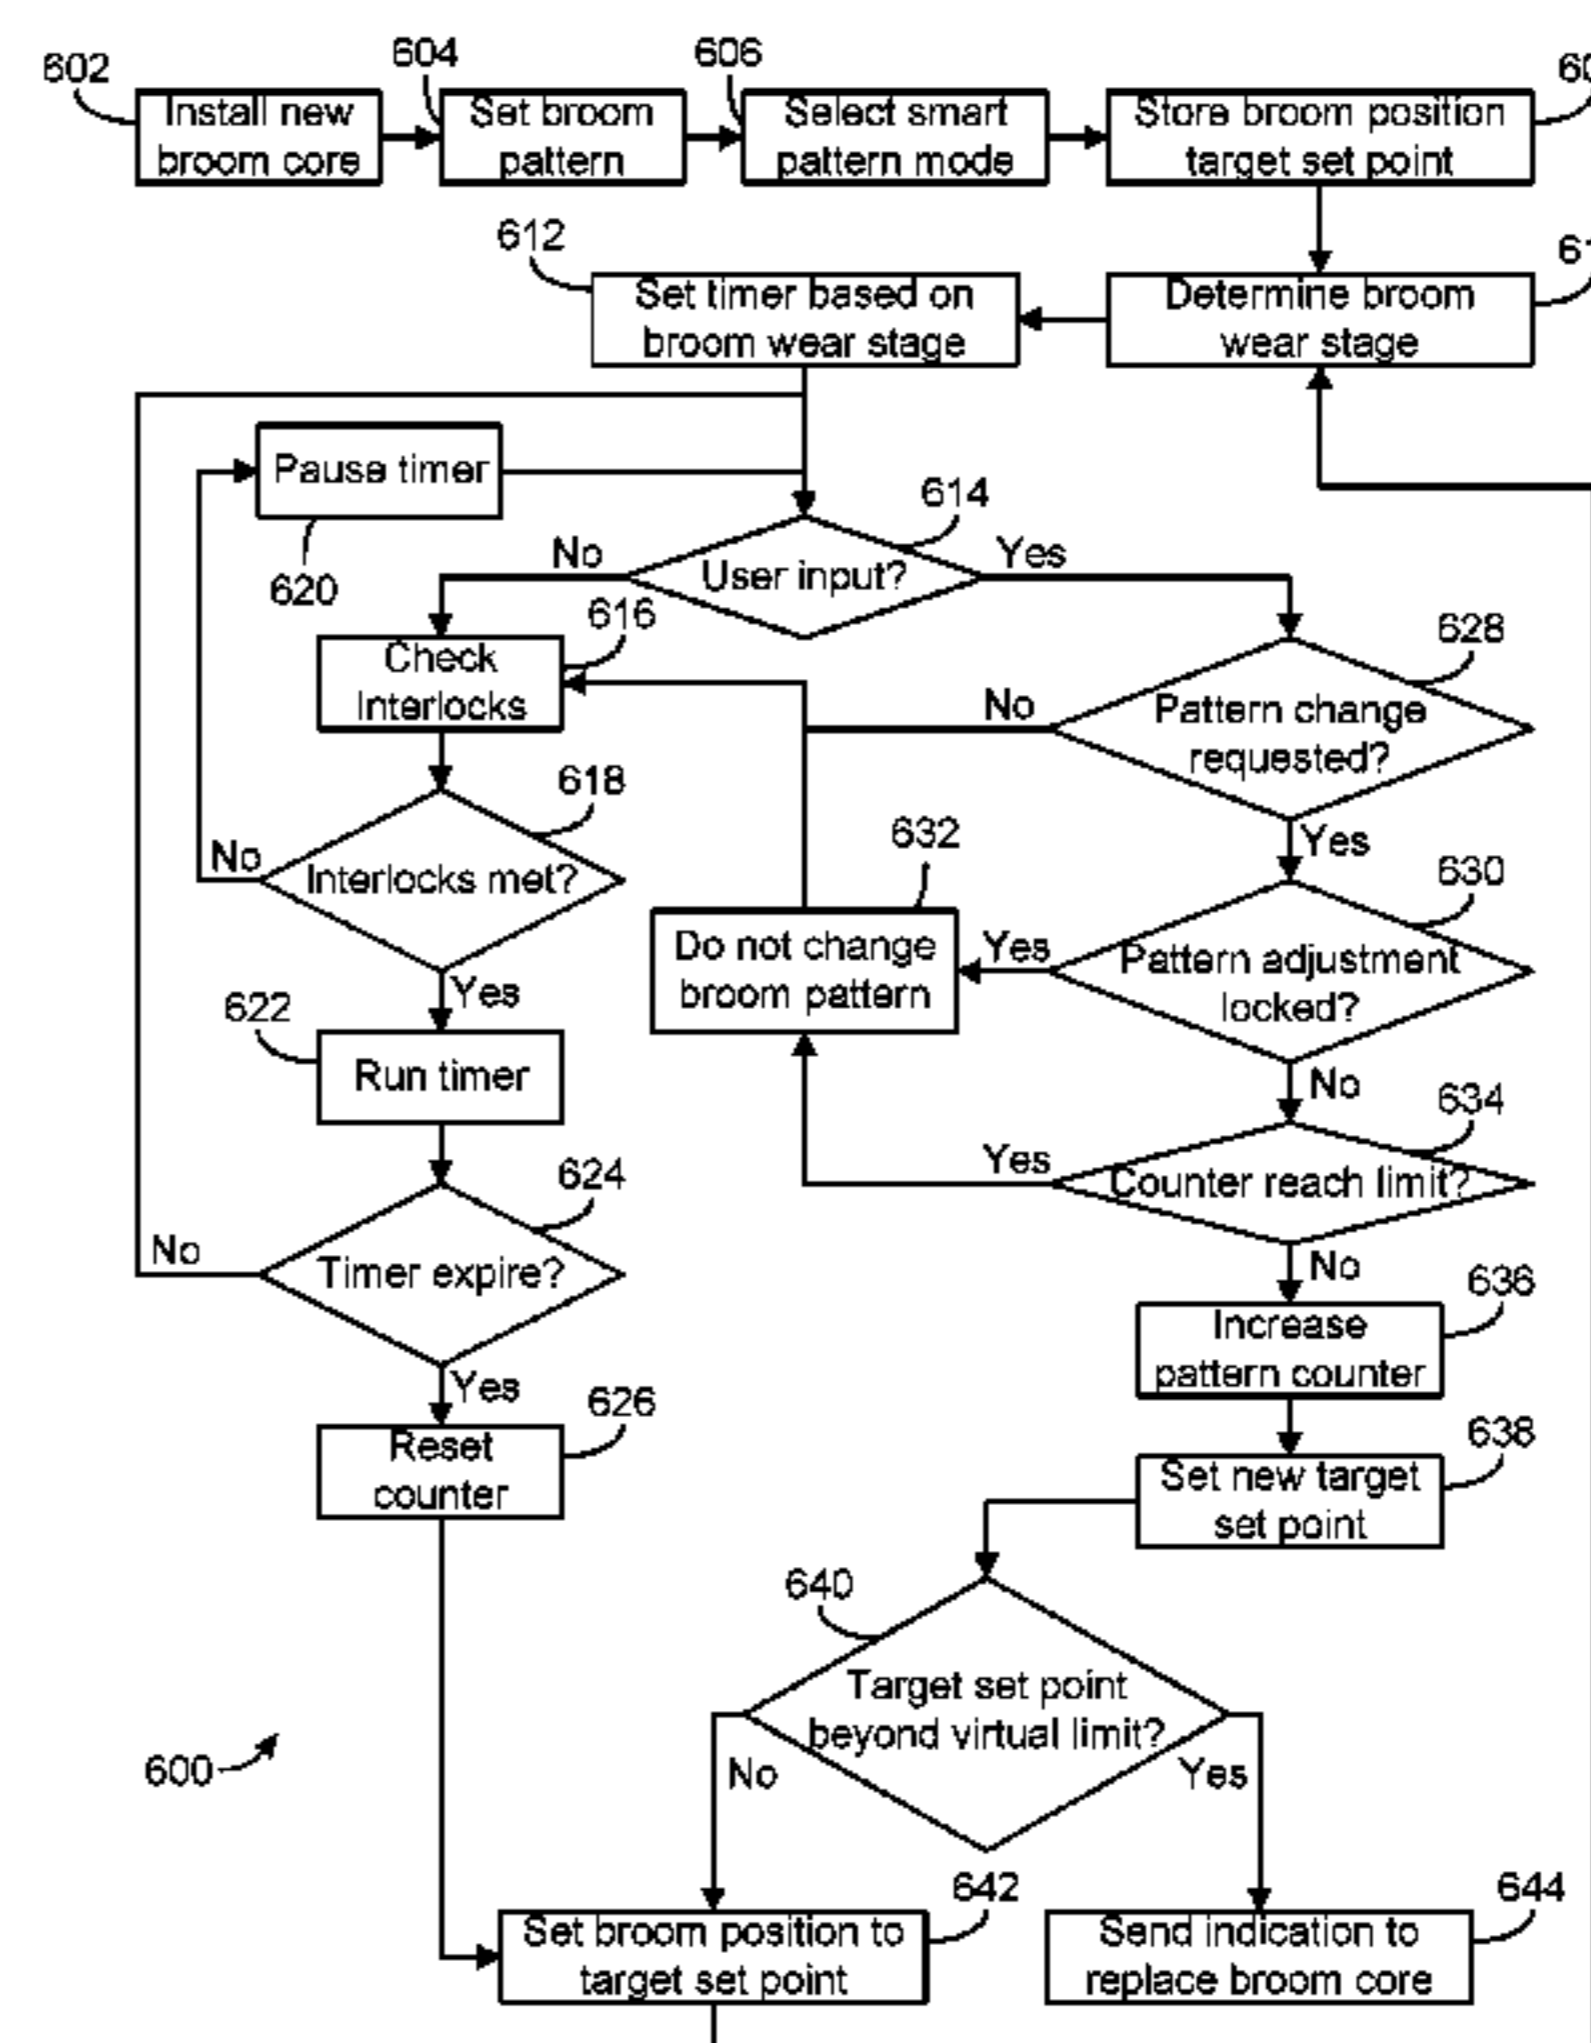 602
604
606
60
Install new
broom core
Set broom
pattern
Select smart
pattern mode
Store broom position
target set point
612
61
Set timer based on
broom wear stage
Determine broom
wear stage
Pause timer
620
614
No
User input?
Yes
616
Check
Interlocks
628
No
Pattern change
requested?
Yes
618
No
Interlocks met?
Yes
632
Do not change
broom pattern
630
Yes
Pattern adjustment
locked?
No
622
Run timer
634
Yes
Counter reach limit?
No
624
No
Timer expire?
Yes
636
Increase
pattern counter
626
Reset
counter
638
Set new target
set point
640
Target set point
beyond virtual limit?
No
Yes
600
642
Set broom position to
target set point
644
Send indication to
replace broom core